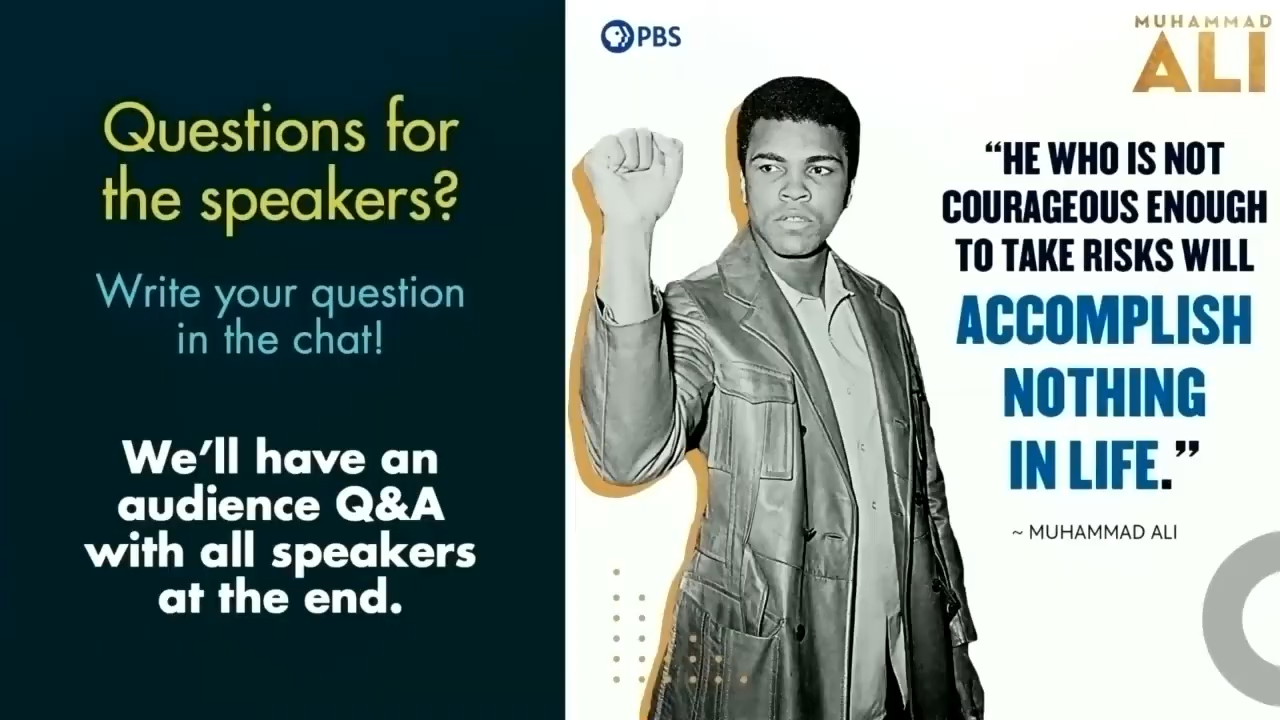 Questions for
the speakers?
Write your question
in the chat!
We'll have an
audience Q&A
with all speakers
at the end.
PBS
MUHAMMAD
ALI
“HE WHO IS NOT
COURAGEOUS ENOUGH
TO TAKE RISKS WILL
ACCOMPLISH
NOTHING
IN LIFE.”
~ MUHAMMAD ALI